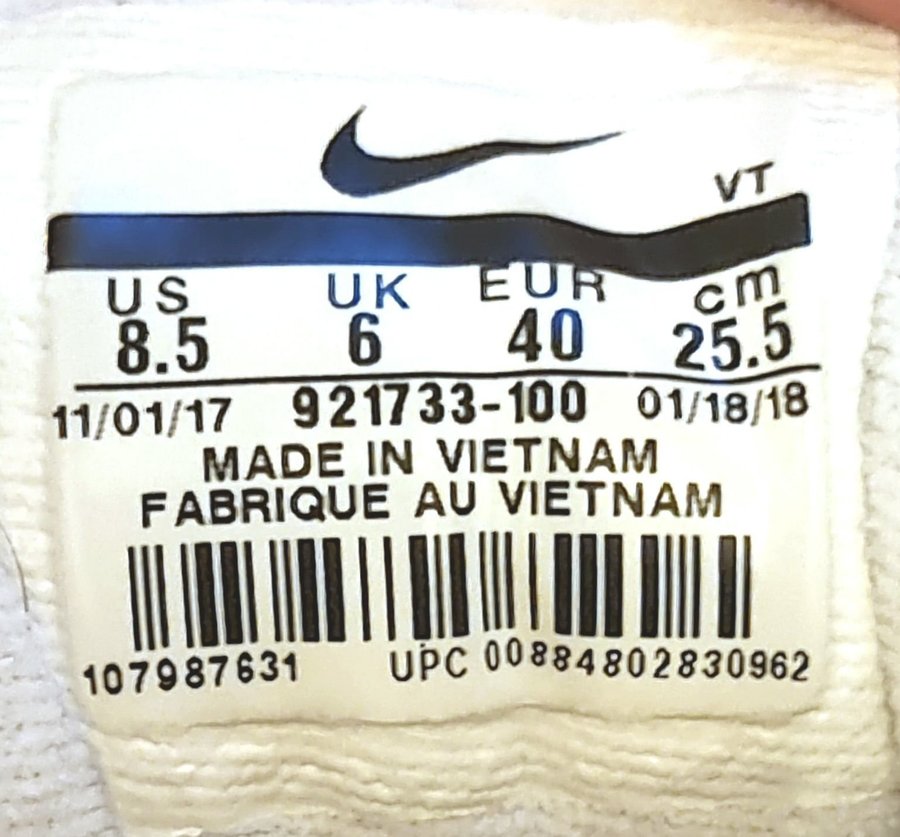 VT
US UK EUR cm
8.5 6 40 25.5
11/01/17 921733-100 01/18/18
MADE IN VIETNAM
FABRIQUE AU VIETNAM
107987631 UPC 00884802830962